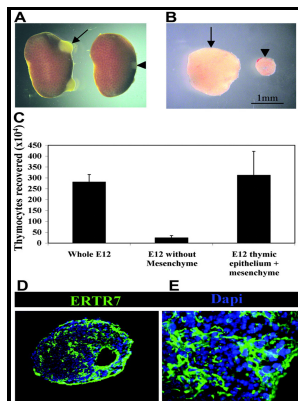 A
B
1mm
C
Thymocytes recovered (x10⁴)
450
400
350
300
250
200
150
100
50
0
Whole E12
E12 without
Mesenchyme
E12 thymic
epithelium +
mesenchyme
D
ERTR7
E
Dapi